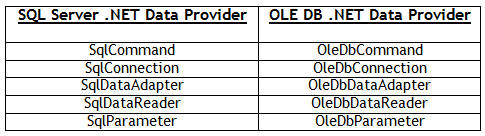 SQL Server .NET Data Provider OLE DB .NET Data Provider
SqlCommand OleDbCommand
SqlConnection OleDbConnection
SqlDataAdapter OleDbDataAdapter
SqlDataReader OleDbDataReader
SqlParameter OleDbParameter